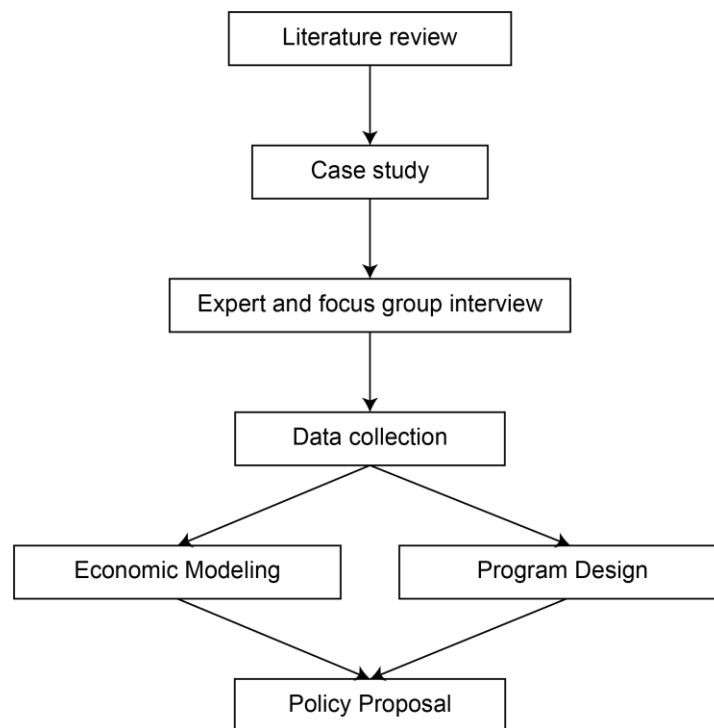 Literature review
Case study
Expert and focus group interview
Data collection
Economic Modeling
Program Design
Policy Proposal